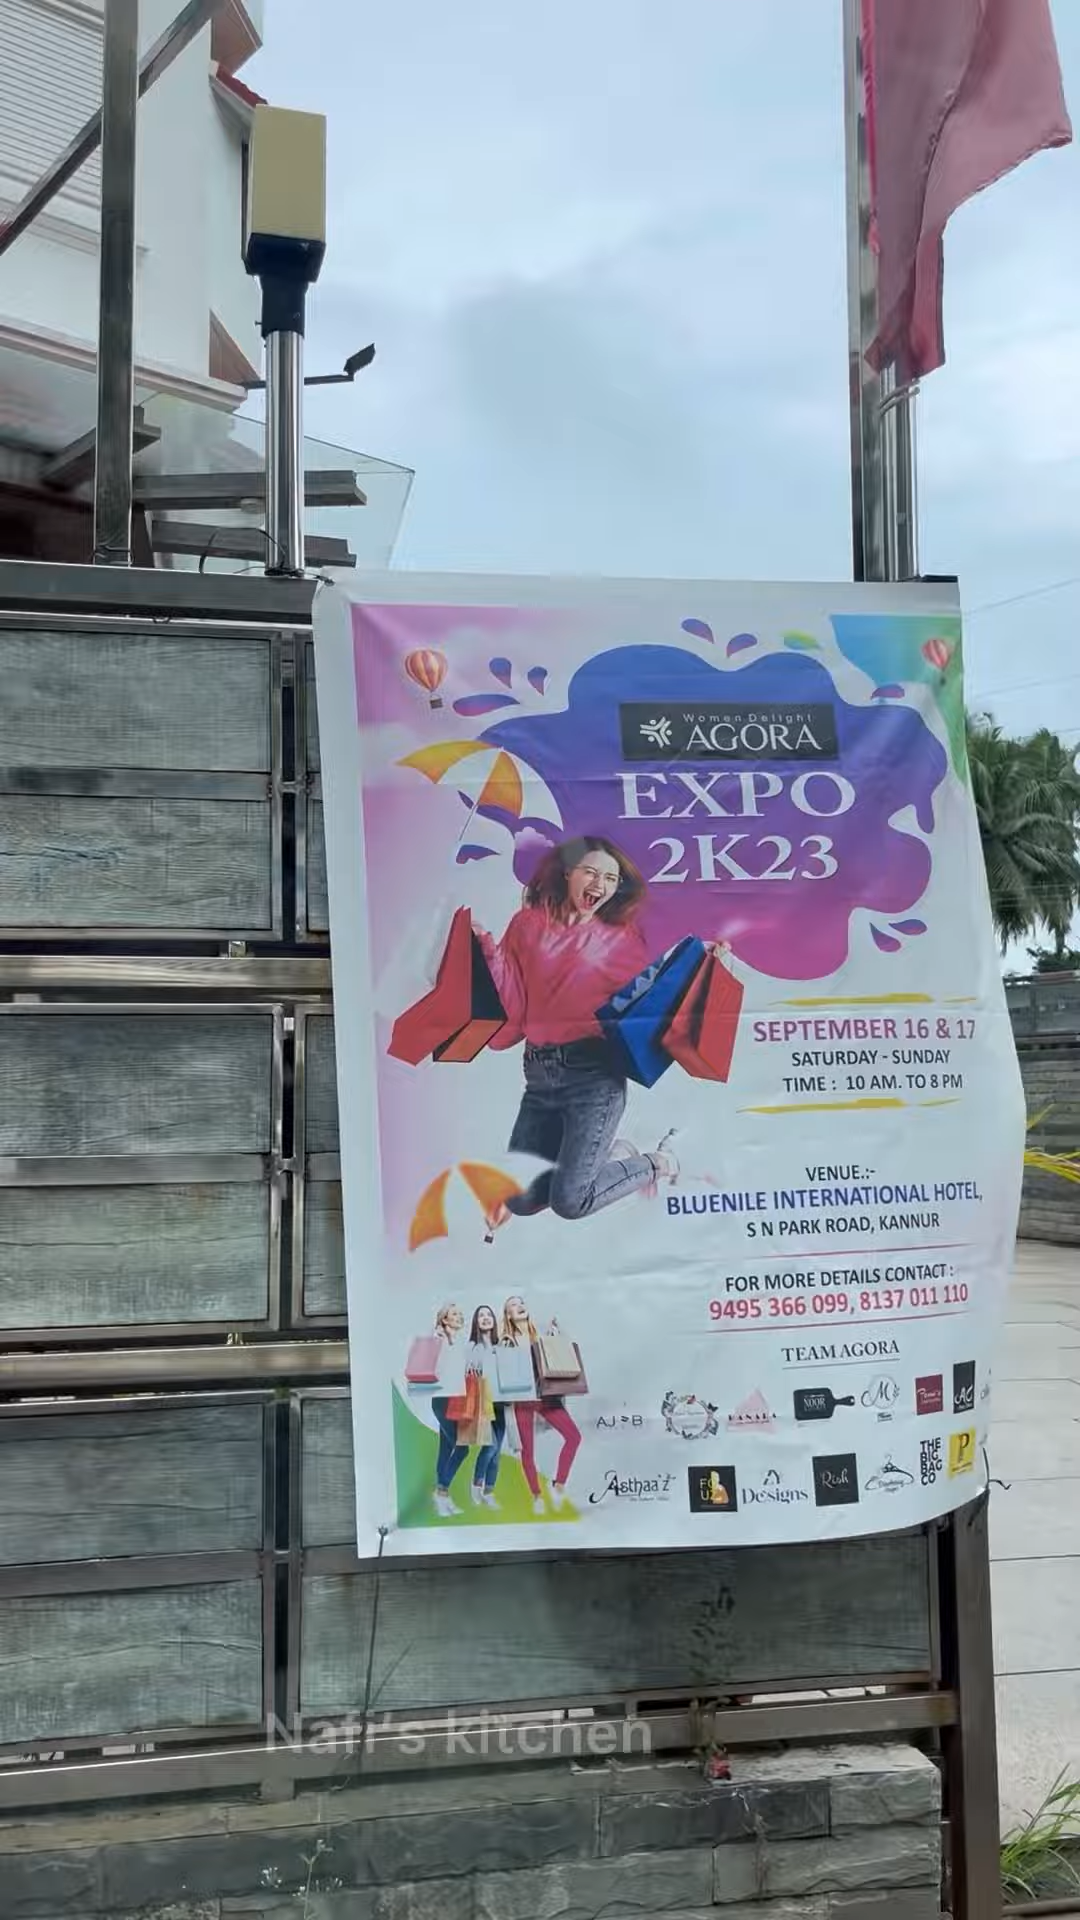 Women Delight
AGORA
EXPO
2K23
SEPTEMBER 16 & 17
SATURDAY - SUNDAY
TIME : 10 AM. TO 8 PM
VENUE.:-
BLUENILE INTERNATIONAL HOTEL,
S N PARK ROAD, KANNUR
FOR MORE DETAILS CONTACT :
9495 366 099, 8137 011 110
TEAM AGORA
NOOR
M
AC
Asthaa'z
FOUZ
Designs
Rish
THE
BIG
BAG
CO
P
Nafi's kitchen